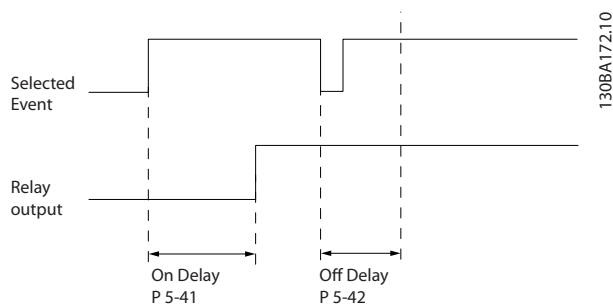 130BA172.10
Selected
Event
Relay
output
On Delay
P 5-41
Off Delay
P 5-42